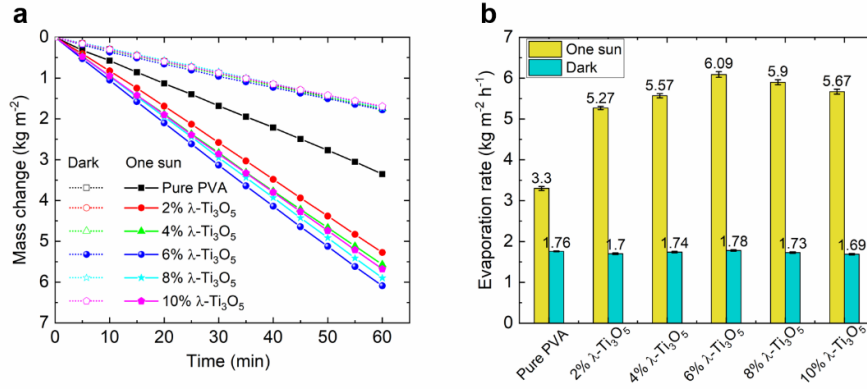 a
Mass change (kg m⁻²)
0
1
2
3
4
5
6
7
0 10 20 30 40 50 60
Time (min)
Dark One sun
Pure PVA
2% λ-Ti₃O₅
4% λ-Ti₃O₅
6% λ-Ti₃O₅
8% λ-Ti₃O₅
10% λ-Ti₃O₅
b
Evaporation rate (kg m⁻² h⁻¹)
7
6
5
4
3
2
1
0
One sun
Dark
3.3 5.27 5.57 6.09 5.9 5.67
1.76 1.7 1.74 1.78 1.73 1.69
Pure PVA
2% λ-Ti₃O₅
4% λ-Ti₃O₅
6% λ-Ti₃O₅
8% λ-Ti₃O₅
10% λ-Ti₃O₅